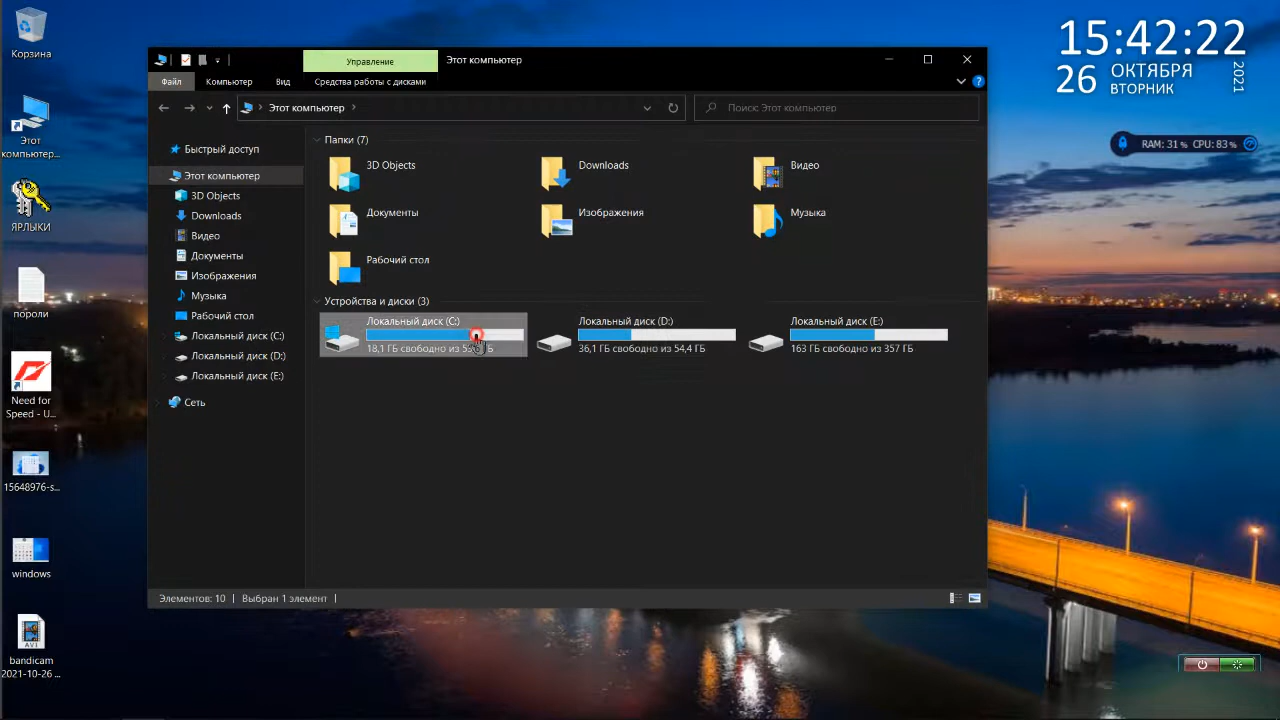 Корзина
Этот
компьютер...
ЯРЛЫКИ
пороли
Need for
Speed - U...
15648976-s...
windows
bandicam
2021-10-26 ...
Управление
Этот компьютер
Файл
Компьютер
Вид
Средства работы с дисками
Этот компьютер
Поиск: Этот компьютер
Быстрый доступ
Этот компьютер
3D Objects
Downloads
Видео
Документы
Изображения
Музыка
Рабочий стол
Локальный диск (C:)
Локальный диск (D:)
Локальный диск (E:)
Сеть
Папки (7)
3D Objects
Downloads
Видео
Документы
Изображения
Музыка
Рабочий стол
Устройства и диски (3)
Локальный диск (C:)
18,1 ГБ свободно из
Локальный диск (D:)
36,1 ГБ свободно из 54,4 ГБ
Локальный диск (E:)
163 ГБ свободно из 357 ГБ
Элементов: 10
Выбран 1 элемент
15:42:22
26 ОКТЯБРЯ
ВТОРНИК
2021
RAM: 31 % CPU: 83 %